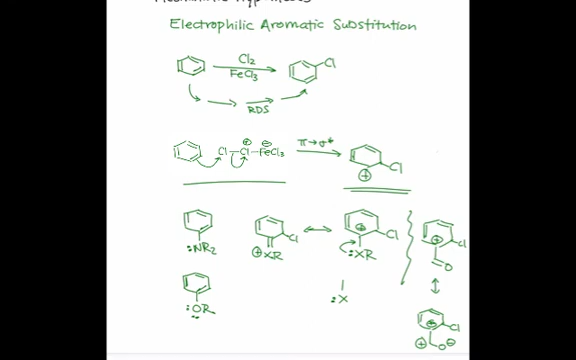 Electrophilic Aromatic Substitution
Cl2
FeCl3
Cl
RDS
Cl—Cl—FeCl3
⊕ ⊖
π→σ*
Cl
⊕
:NR2
Cl
⊕XR
↔
⊕
Cl
:XR
⊕
Cl
O
:OR
:X
⊕
Cl
⊕ O⊖